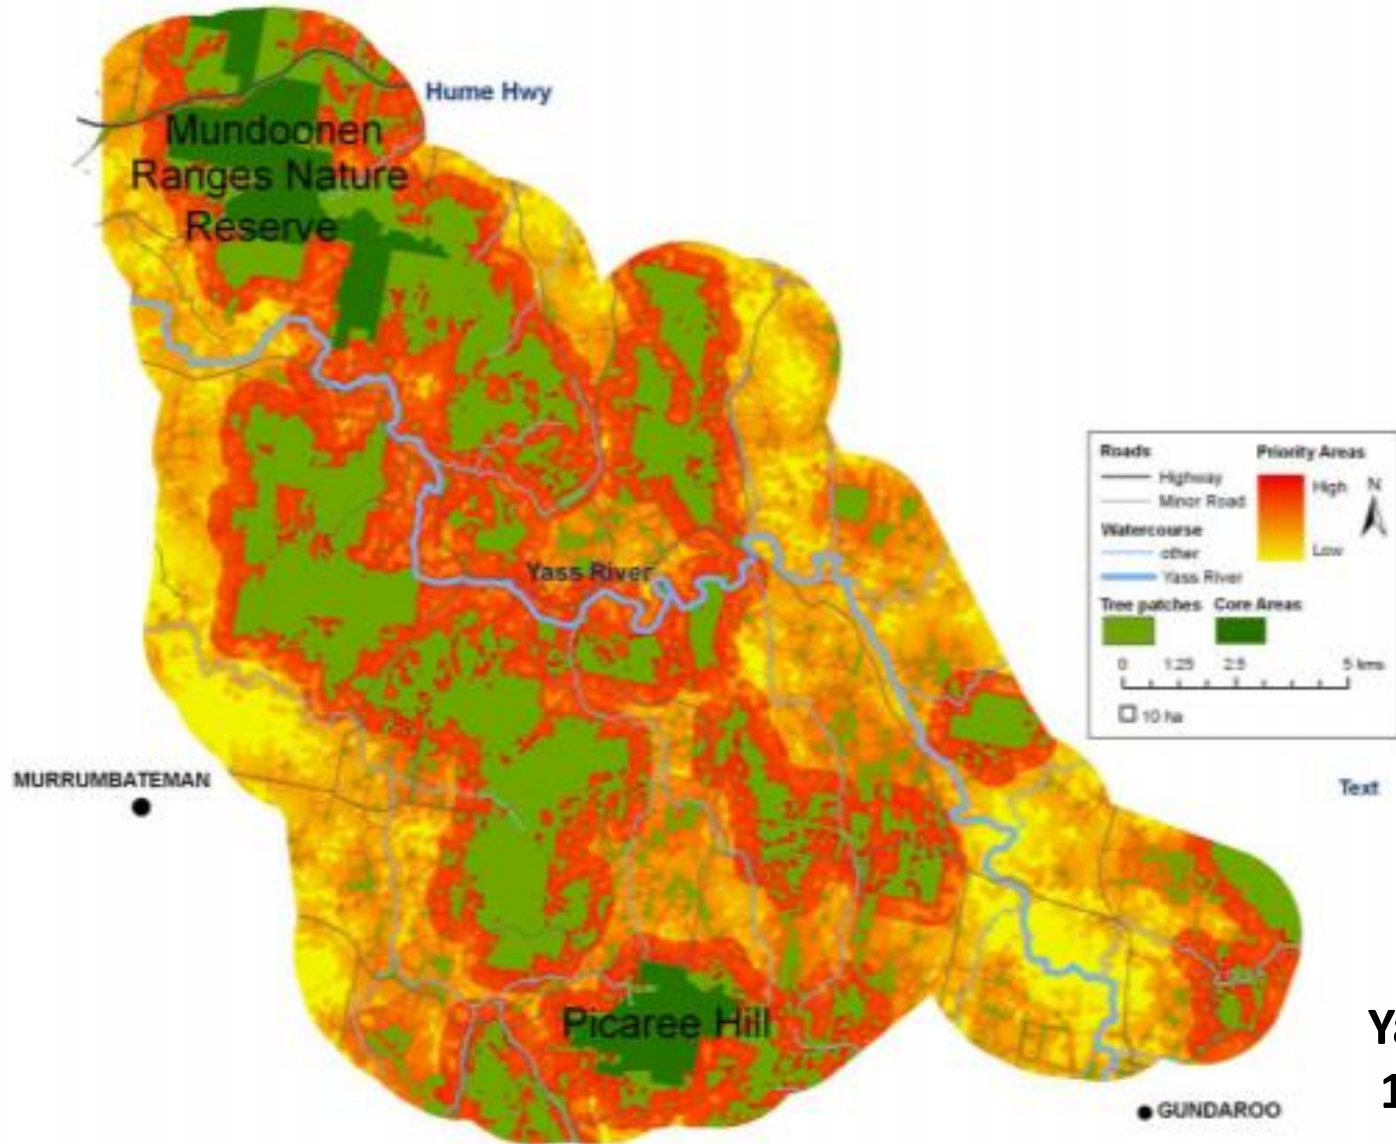 Hume Hwy
Mundoonen
Ranges Nature
Reserve
Yass River
MURRUMBATEMAN
Picaree Hill
GUNDAROO
Roads
Highway
Minor Road
Watercourse
other
Yass River
Priority Areas
High
Low
N
Tree patches Core Areas
0 1.25 2.5 5 kms
10 ha
Text
Ya
1